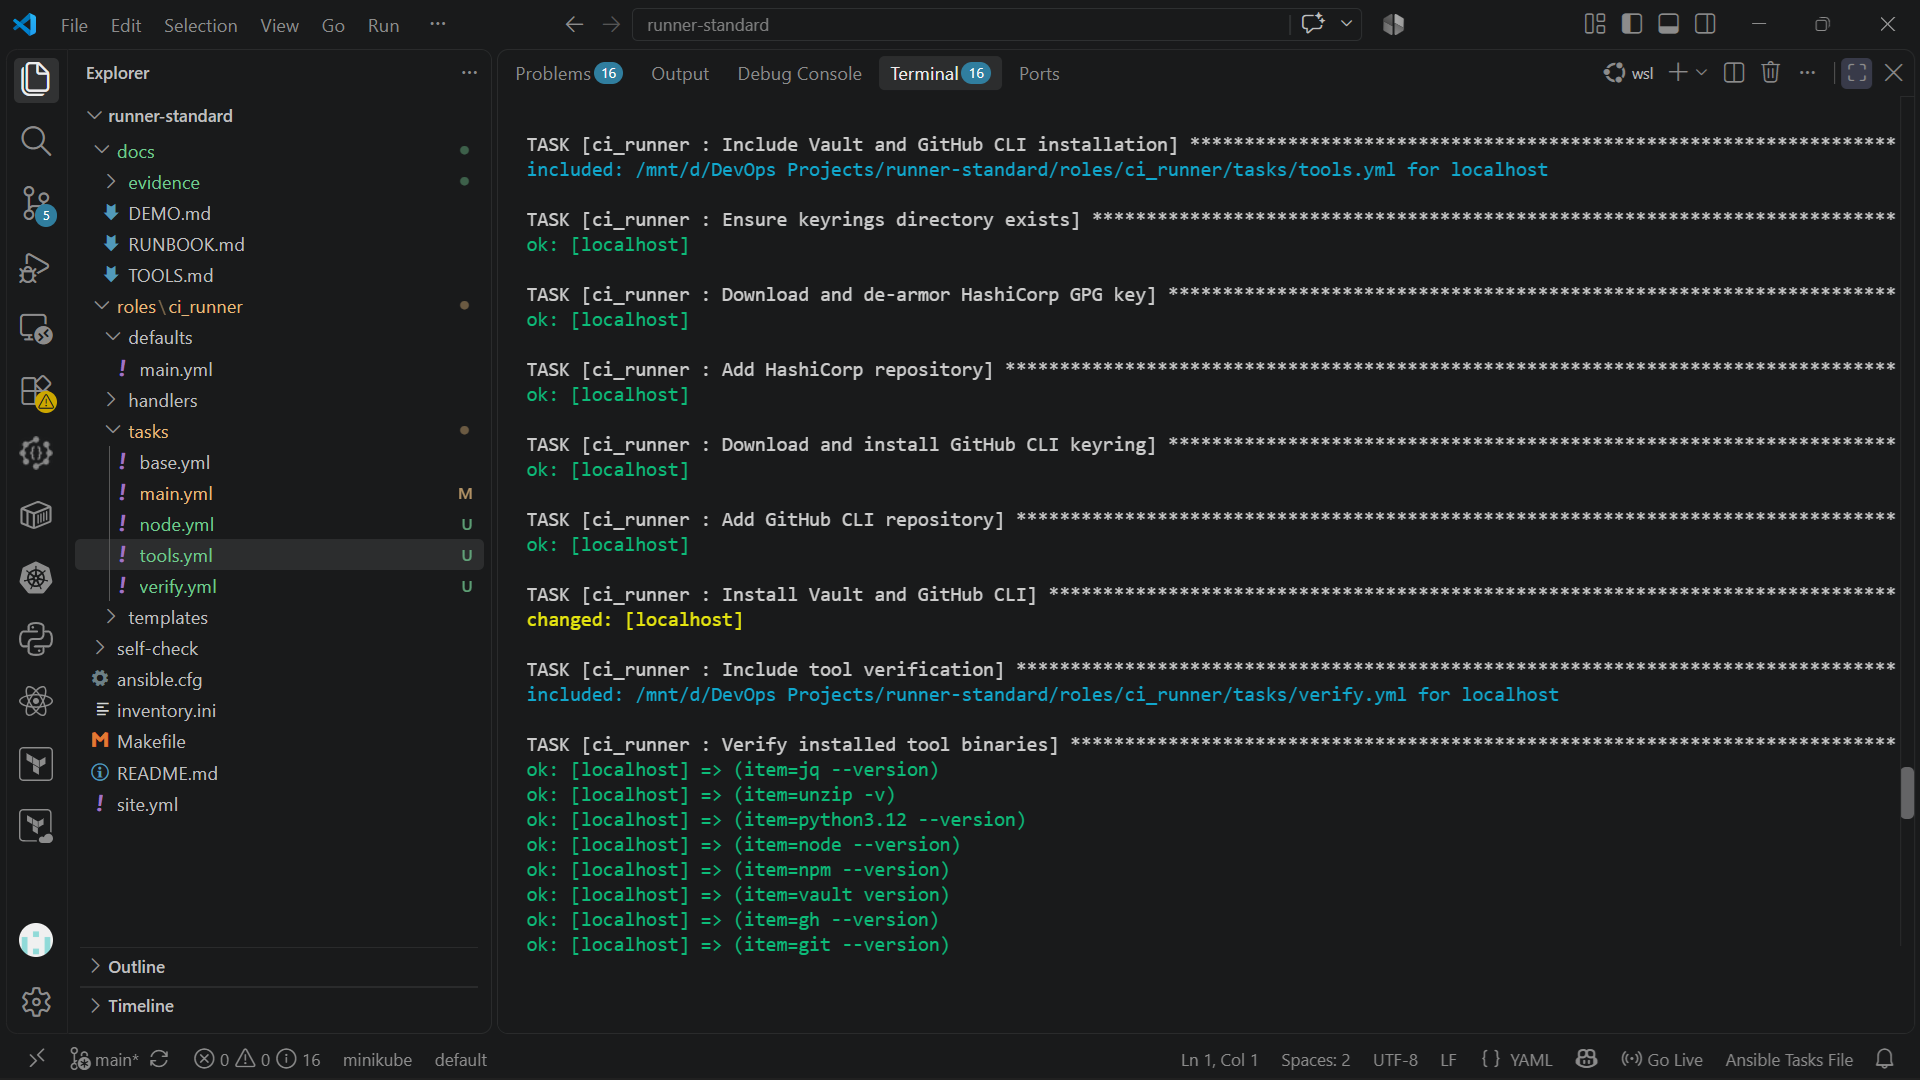 File Edit Selection View Go Run ···
runner-standard
Explorer
runner-standard
docs
evidence
DEMO.md
RUNBOOK.md
TOOLS.md
roles\ci_runner
defaults
! main.yml
handlers
tasks
! base.yml
! main.yml M
! node.yml U
! tools.yml U
! verify.yml U
templates
self-check
ansible.cfg
inventory.ini
Makefile
README.md
! site.yml
Outline
Timeline
5
Problems 16 Output Debug Console Terminal 16 Ports
wsl
TASK [ci_runner : Include Vault and GitHub CLI installation] *****************************************************************
included: /mnt/d/DevOps Projects/runner-standard/roles/ci_runner/tasks/tools.yml for localhost
TASK [ci_runner : Ensure keyrings directory exists] **************************************************************************
ok: [localhost]
TASK [ci_runner : Download and de-armor HashiCorp GPG key] *******************************************************************
ok: [localhost]
TASK [ci_runner : Add HashiCorp repository] **********************************************************************************
ok: [localhost]
TASK [ci_runner : Download and install GitHub CLI keyring] *******************************************************************
ok: [localhost]
TASK [ci_runner : Add GitHub CLI repository] *********************************************************************************
ok: [localhost]
TASK [ci_runner : Install Vault and GitHub CLI] ******************************************************************************
changed: [localhost]
TASK [ci_runner : Include tool verification] *********************************************************************************
included: /mnt/d/DevOps Projects/runner-standard/roles/ci_runner/tasks/verify.yml for localhost
TASK [ci_runner : Verify installed tool binaries] ****************************************************************************
ok: [localhost] => (item=jq --version)
ok: [localhost] => (item=unzip -v)
ok: [localhost] => (item=python3.12 --version)
ok: [localhost] => (item=node --version)
ok: [localhost] => (item=npm --version)
ok: [localhost] => (item=vault version)
ok: [localhost] => (item=gh --version)
ok: [localhost] => (item=git --version)
main* 0 0 16 minikube default
Ln 1, Col 1 Spaces: 2 UTF-8 LF {} YAML Go Live Ansible Tasks File